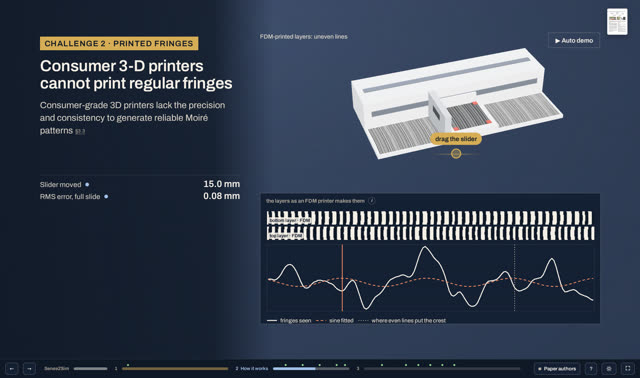 CHALLENGE 2 · PRINTED FRINGES
Consumer 3-D printers
cannot print regular fringes
Consumer-grade 3D printers lack the precision
and consistency to generate reliable Moiré
patterns §5.3
Slider moved
15.0 mm
RMS error, full slide
0.08 mm
FDM-printed layers: uneven lines
▶ Auto demo
drag the slider
the layers as an FDM printer makes them
bottom layer · FDM
top layer · FDM
fringes seen
sine fitted
where even lines put the crest
← →
1
2 How it works
3
Paper authors
?